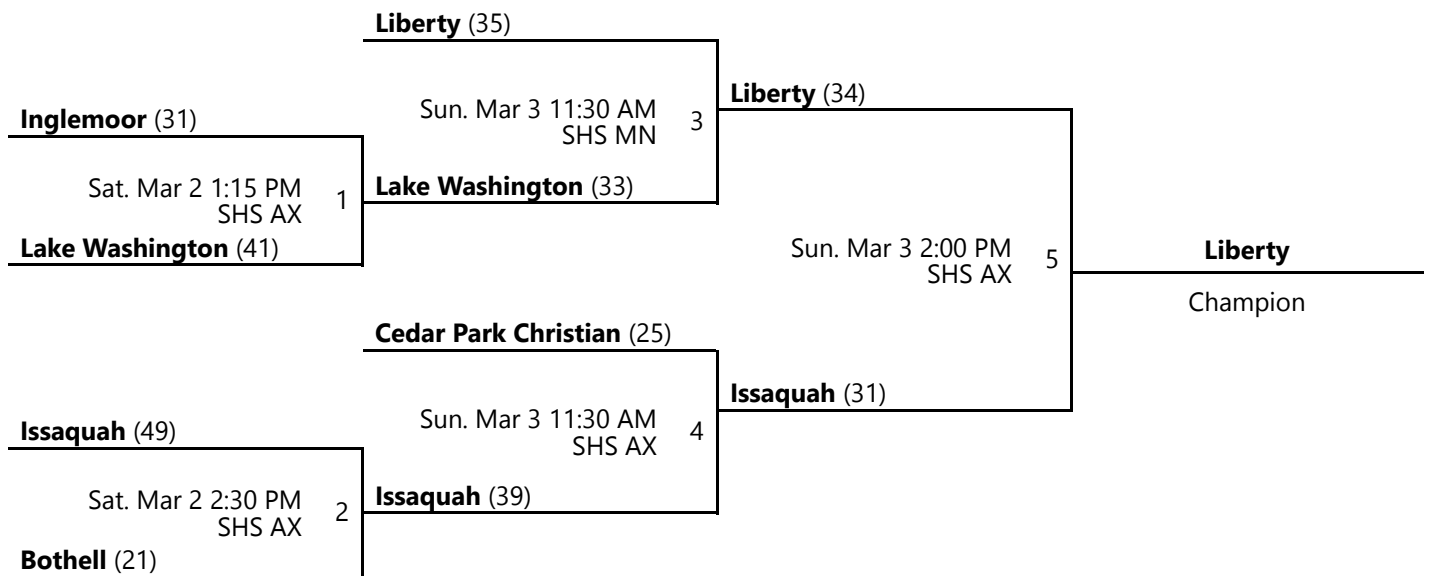 Liberty (35)
Liberty (34)
Inglemoor (31)
Sun. Mar 3 11:30 AM
SHS MN
3
Sat. Mar 2 1:15 PM
SHS AX
1
Lake Washington (33)
Lake Washington (41)
Sun. Mar 3 2:00 PM
SHS AX
5
Liberty
Champion
Cedar Park Christian (25)
Issaquah (31)
Issaquah (49)
Sun. Mar 3 11:30 AM
SHS AX
4
Sat. Mar 2 2:30 PM
SHS AX
2
Issaquah (39)
Bothell (21)